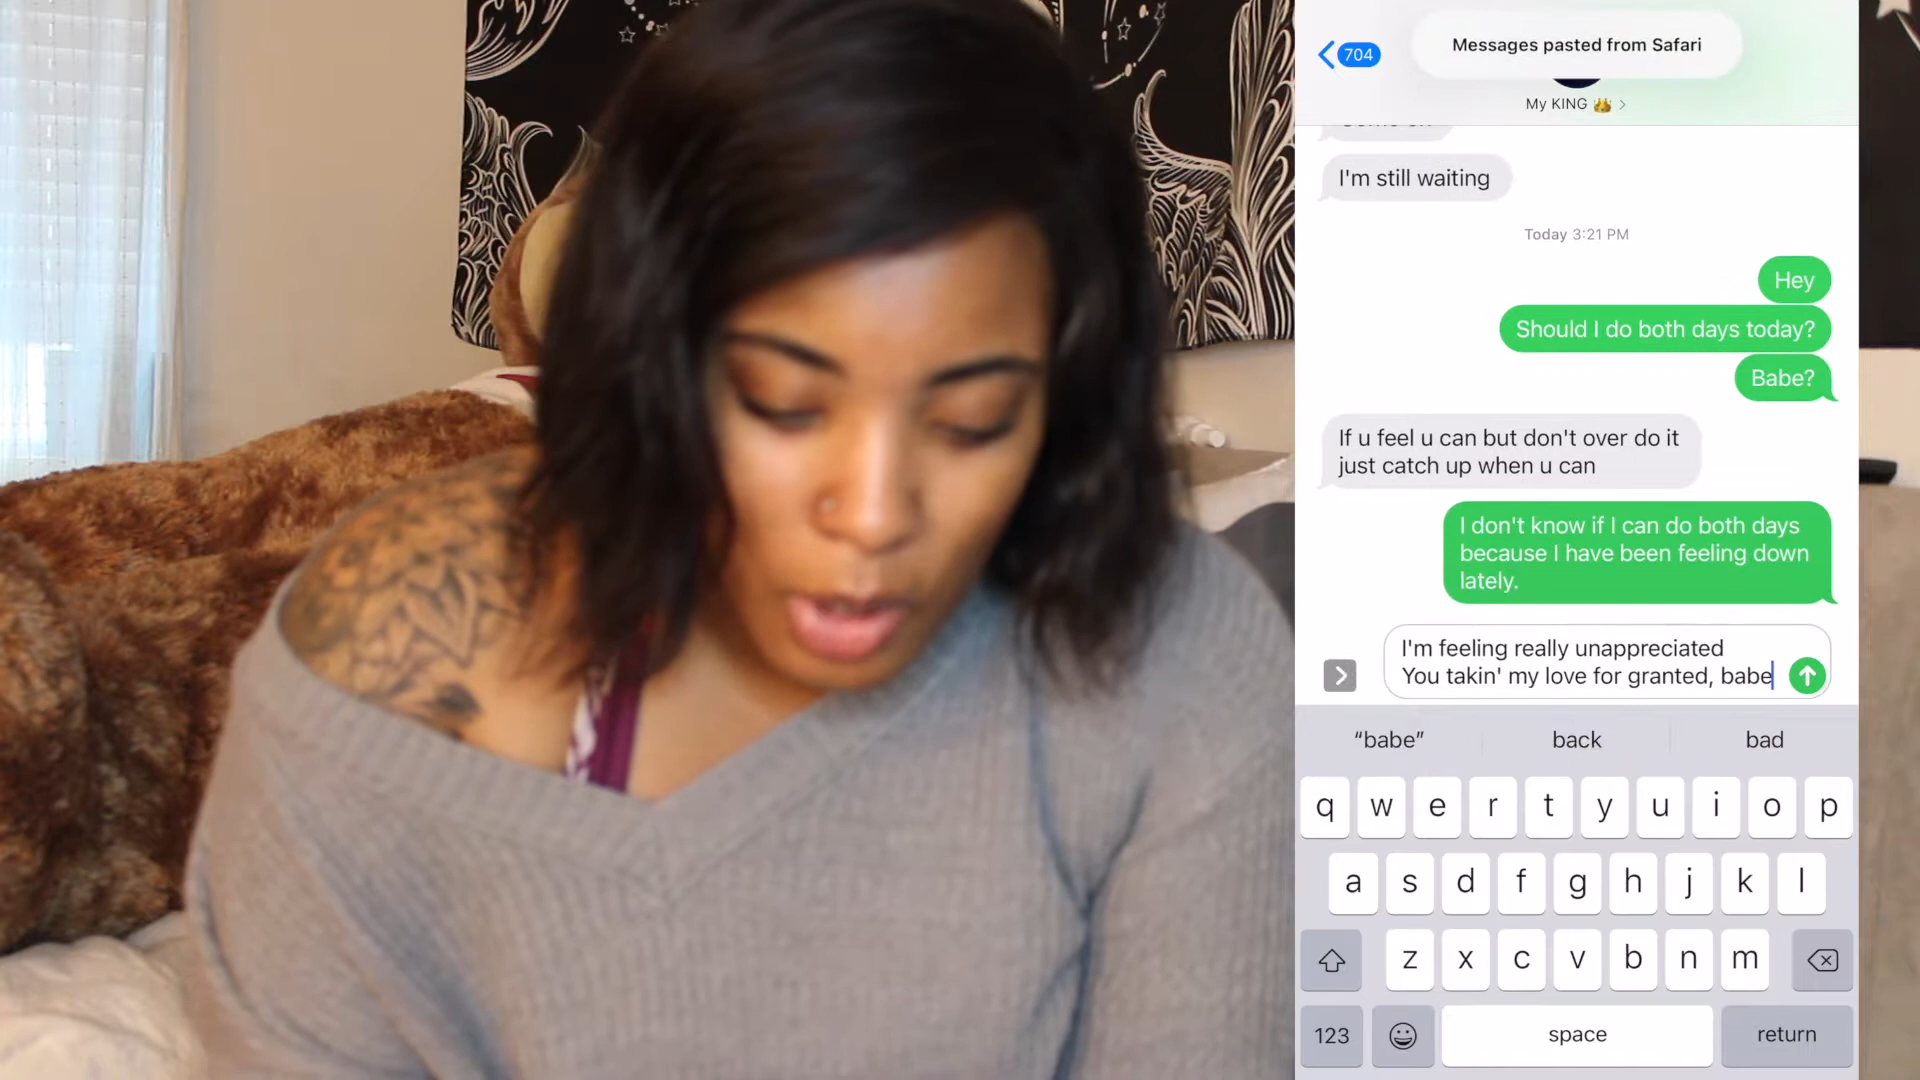 704
Messages pasted from Safari
My KING 👑 >
I'm still waiting
Today 3:21 PM
Hey
Should I do both days today?
Babe?
If u feel u can but don't over do it
just catch up when u can
I don't know if I can do both days
because I have been feeling down
lately.
I'm feeling really unappreciated
You takin' my love for granted, babe
“babe” back bad
q w e r t y u i o p
a s d f g h j k l
z x c v b n m
123 space return